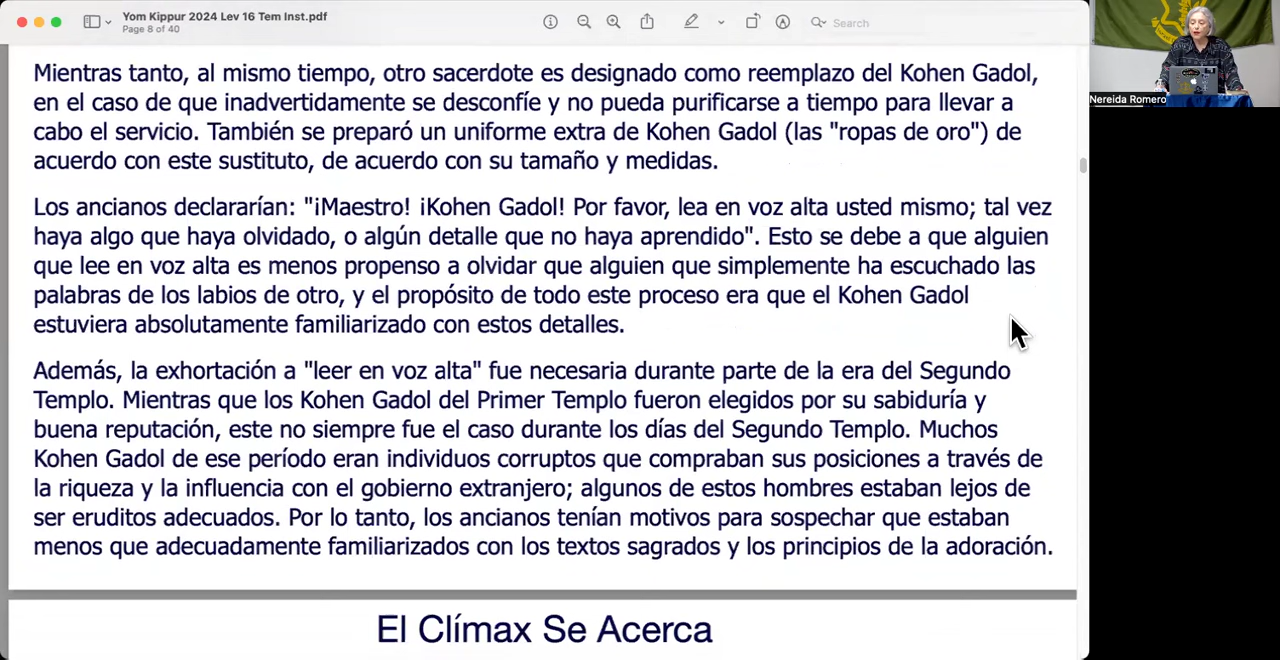 Yom Kippur 2024 Lev 16 Tem Inst.pdf
Page 8 of 40
Search
Nereida Romero
Mientras tanto, al mismo tiempo, otro sacerdote es designado como reemplazo del Kohen Gadol,
en el caso de que inadvertidamente se desconfíe y no pueda purificarse a tiempo para llevar a
cabo el servicio. También se preparó un uniforme extra de Kohen Gadol (las "ropas de oro") de
acuerdo con este sustituto, de acuerdo con su tamaño y medidas.
Los ancianos declararían: "¡Maestro! ¡Kohen Gadol! Por favor, lea en voz alta usted mismo; tal vez
haya algo que haya olvidado, o algún detalle que no haya aprendido". Esto se debe a que alguien
que lee en voz alta es menos propenso a olvidar que alguien que simplemente ha escuchado las
palabras de los labios de otro, y el propósito de todo este proceso era que el Kohen Gadol
estuviera absolutamente familiarizado con estos detalles.
Además, la exhortación a "leer en voz alta" fue necesaria durante parte de la era del Segundo
Templo. Mientras que los Kohen Gadol del Primer Templo fueron elegidos por su sabiduría y
buena reputación, este no siempre fue el caso durante los días del Segundo Templo. Muchos
Kohen Gadol de ese período eran individuos corruptos que compraban sus posiciones a través de
la riqueza y la influencia con el gobierno extranjero; algunos de estos hombres estaban lejos de
ser eruditos adecuados. Por lo tanto, los ancianos tenían motivos para sospechar que estaban
menos que adecuadamente familiarizados con los textos sagrados y los principios de la adoración.
El Clímax Se Acerca